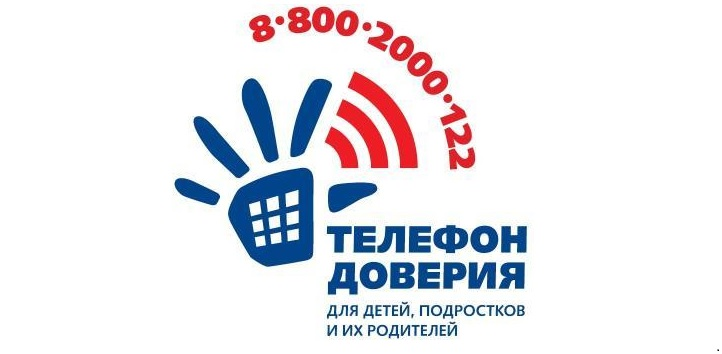 8·800·2000·122
ТЕЛЕФОН
ДОВЕРИЯ
ДЛЯ ДЕТЕЙ, ПОДРОСТКОВ
И ИХ РОДИТЕЛЕЙ